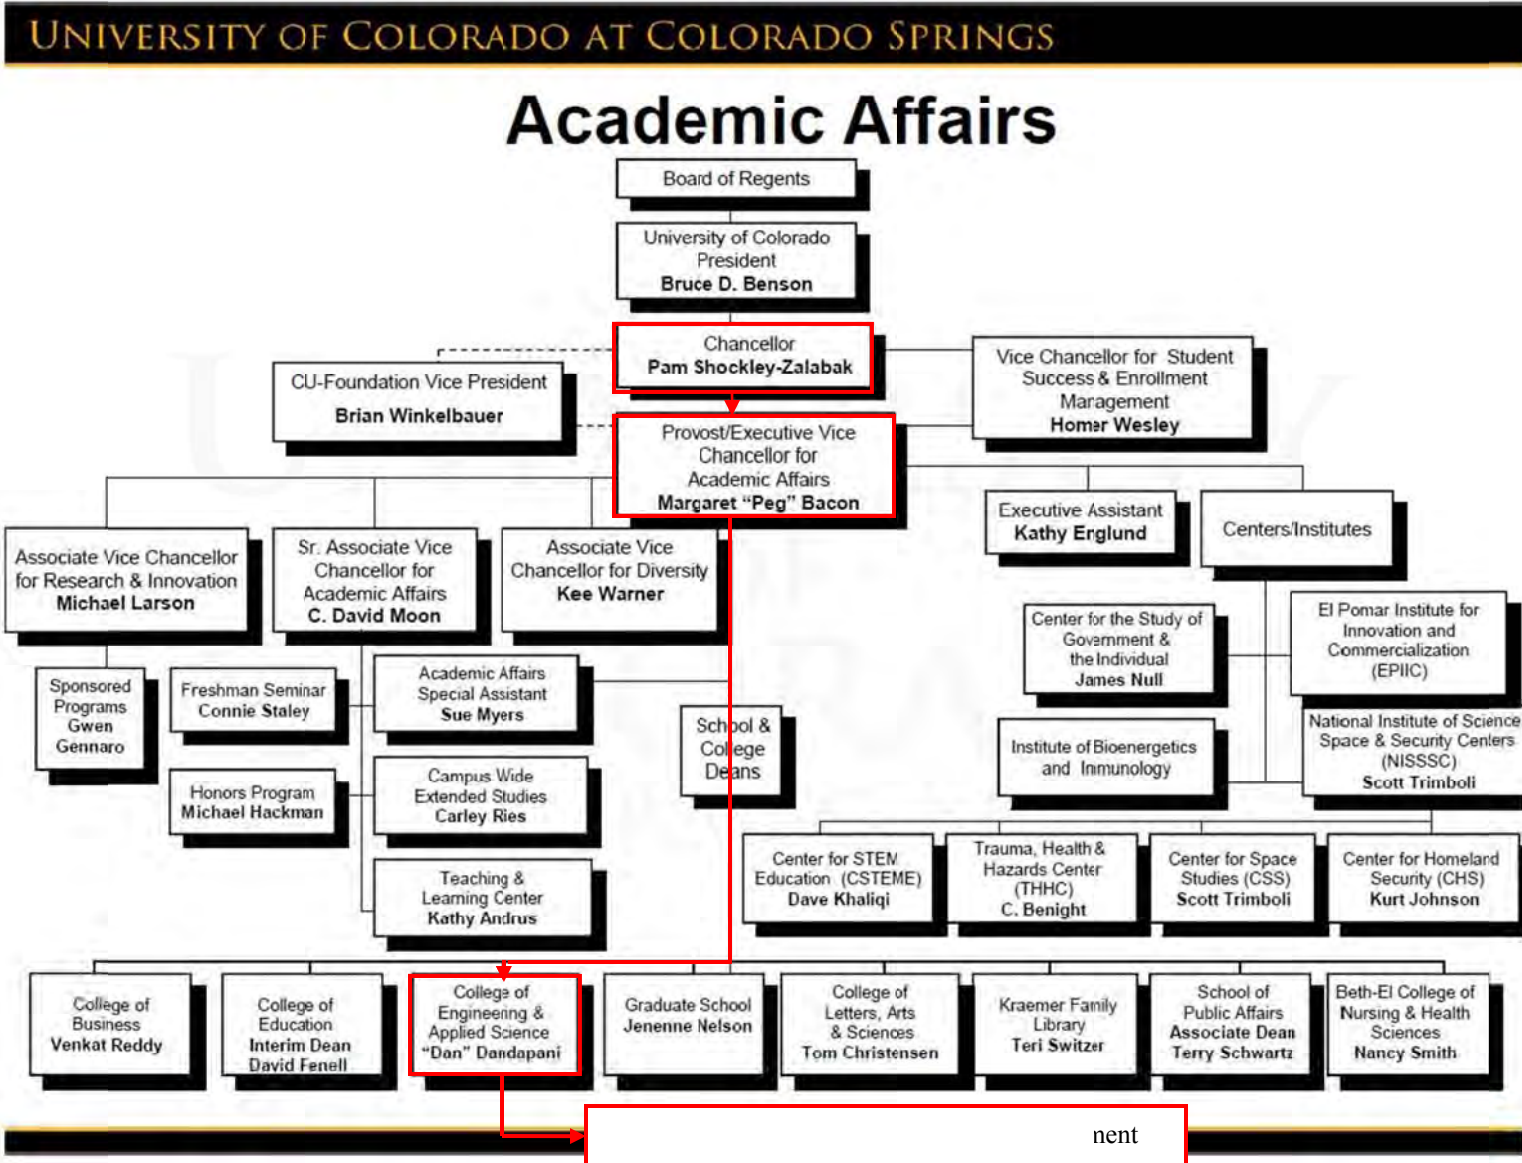 UNIVERSITY OF COLORADO AT COLORADO SPRINGS
Academic Affairs
Board of Regents
University of Colorado
President
Bruce D. Benson
Chancellor
Pam Shockley-Zalabak
CU-Foundation Vice President
Brian Winkelbauer
Vice Chancellor for Student
Success & Enrollment
Management
Homer Wesley
Provost/Executive Vice
Chancellor for
Academic Affairs
Margaret “Peg” Bacon
Executive Assistant
Kathy Erglund
Centers/Institutes
Associate Vice Chancellor
for Research & Innovation
Michael Larson
Sr. Associate Vice
Chancellor for
Academic Affairs
C. David Moon
Associate Vice
Chancellor for Diversity
Kee Warner
Center for the Study of
Government &
the Individual
James Null
El Pomar Institute for
Innovation and
Commercialization
(EPIIC)
Sponsored
Programs
Gwen
Gennaro
Freshman Seminar
Connie Staley
Academic Affairs
Special Assistant
Sue Myers
School &
College
Deans
Institute of Bioenergetics
and Immunology
National Institute of Science
Space & Security Centers
(NISSSC)
Scott Trimboli
Honors Program
Michael Hackman
Campus Wide
Extended Studies
Carley Ries
Teaching &
Learning Center
Kathy Andrus
Center for STEM
Education (CSTEME)
Dave Khaliqi
Trauma, Health &
Hazards Center
(THHC)
C. Benight
Center for Space
Studies (CSS)
Scott Trimboli
Center for Homeland
Security (CHS)
Kurt Johnson
College of
Business
Venkat Reddy
College of
Education
Interim Dean
David Fenell
College of
Engineering &
Applied Science
“Dan” Dandapani
Graduate School
Jenenne Nelson
College of
Letters, Arts
& Sciences
Tom Christensen
Kraemer Family
Library
Teri Switzer
School of
Public Affairs
Associate Dean
Terry Schwartz
Beth-El College of
Nursing & Health
Sciences
Nancy Smith
nent